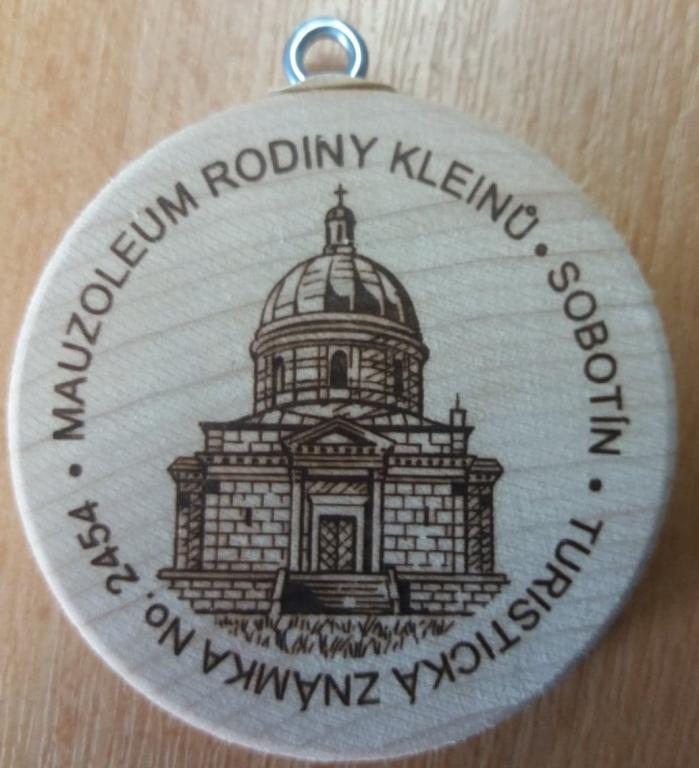 MAUZOLEUM RODINY KLEINŮ • SOBOTÍN • TURISTICKÁ ZNÁMKA No. 2454 •